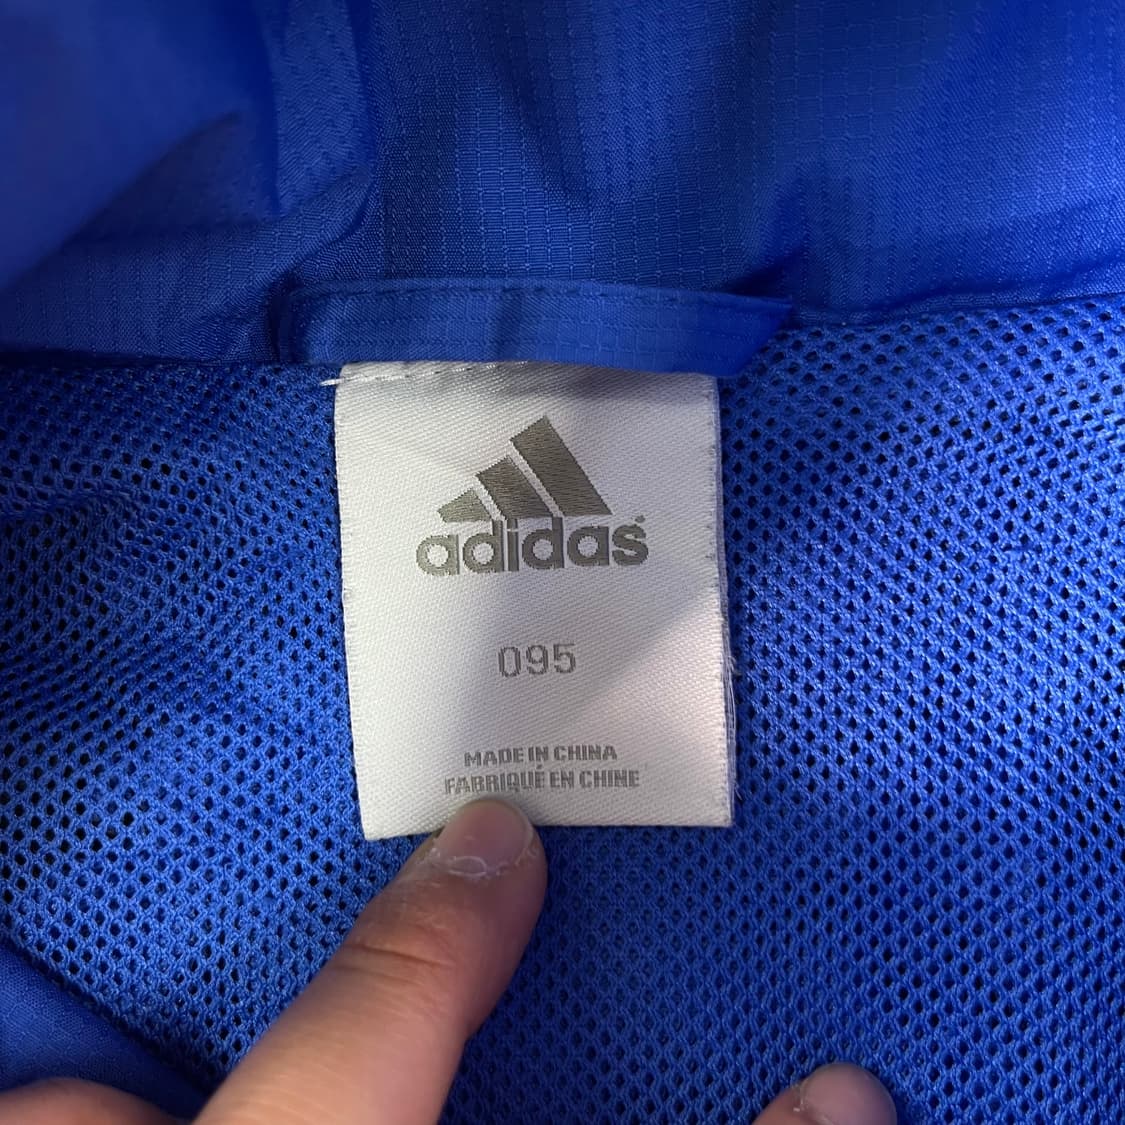 adidas
095
MADE IN CHINA
FABRIQUÉ EN CHINE